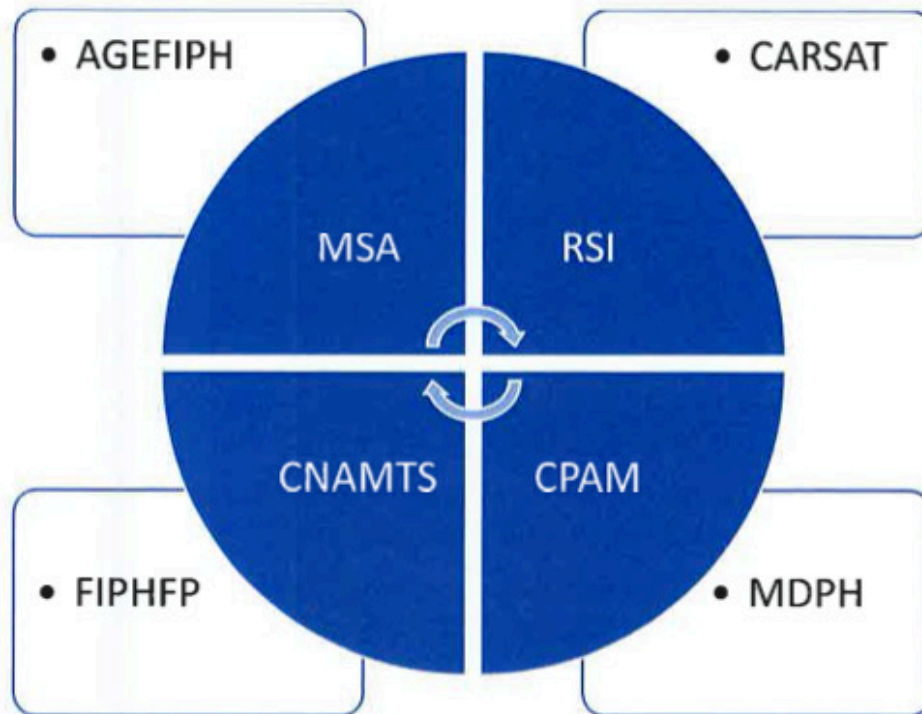 • AGEFIPH
• CARSAT
MSA
RSI
CNAMTS
CPAM
• FIPHFP
• MDPH